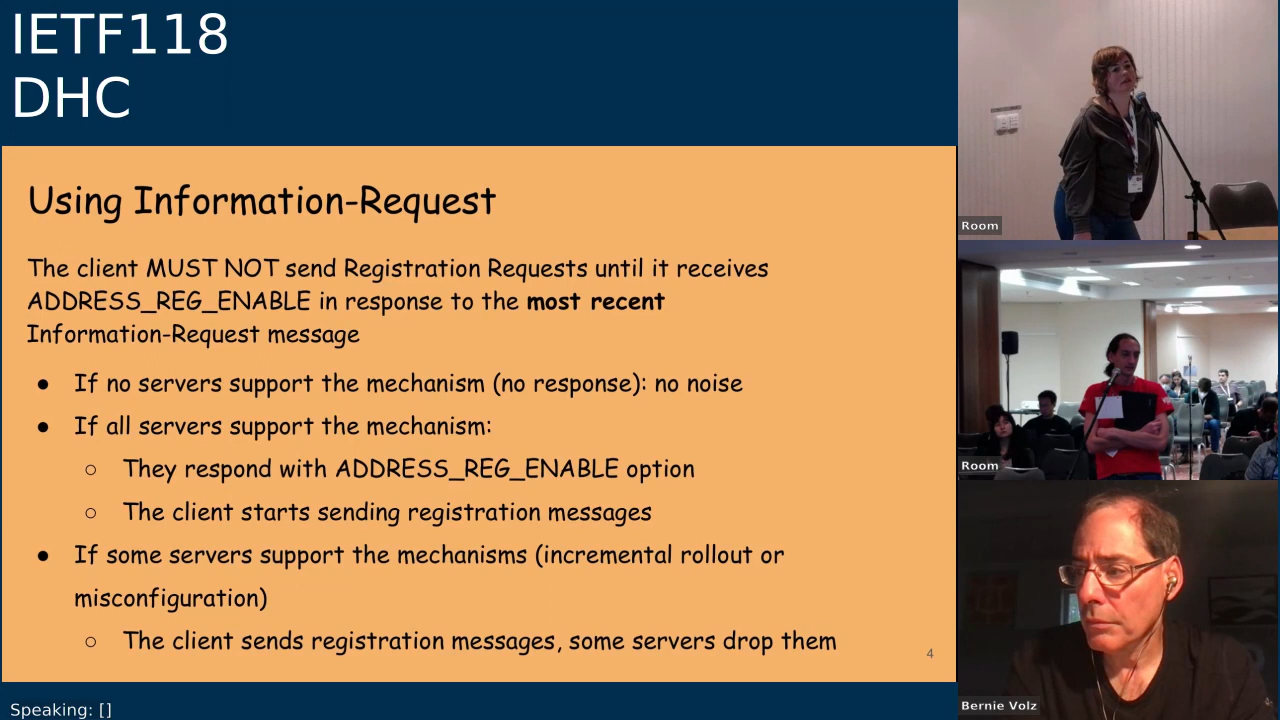 IETF118
DHC
Using Information-Request
The client MUST NOT send Registration Requests until it receives
ADDRESS_REG_ENABLE in response to the most recent
Information-Request message
● If no servers support the mechanism (no response): no noise
● If all servers support the mechanism:
○ They respond with ADDRESS_REG_ENABLE option
○ The client starts sending registration messages
● If some servers support the mechanisms (incremental rollout or
misconfiguration)
○ The client sends registration messages, some servers drop them
4
Speaking: []
Room
Room
Bernie Volz